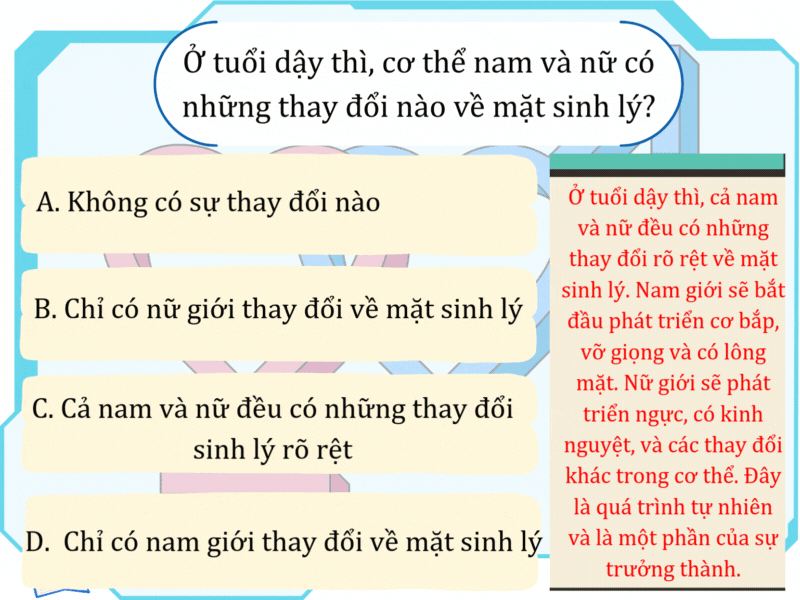 Ở tuổi dậy thì, cơ thể nam và nữ có
những thay đổi nào về mặt sinh lý?
A. Không có sự thay đổi nào
B. Chỉ có nữ giới thay đổi về mặt sinh lý
C. Cả nam và nữ đều có những thay đổi
sinh lý rõ rệt
D. Chỉ có nam giới thay đổi về mặt sinh lý
Ở tuổi dậy thì, cả nam
và nữ đều có những
thay đổi rõ rệt về mặt
sinh lý. Nam giới sẽ bắt
đầu phát triển cơ bắp,
vỡ giọng và có lông
mặt. Nữ giới sẽ phát
triển ngực, có kinh
nguyệt, và các thay đổi
khác trong cơ thể. Đây
là quá trình tự nhiên
và là một phần của sự
trưởng thành.